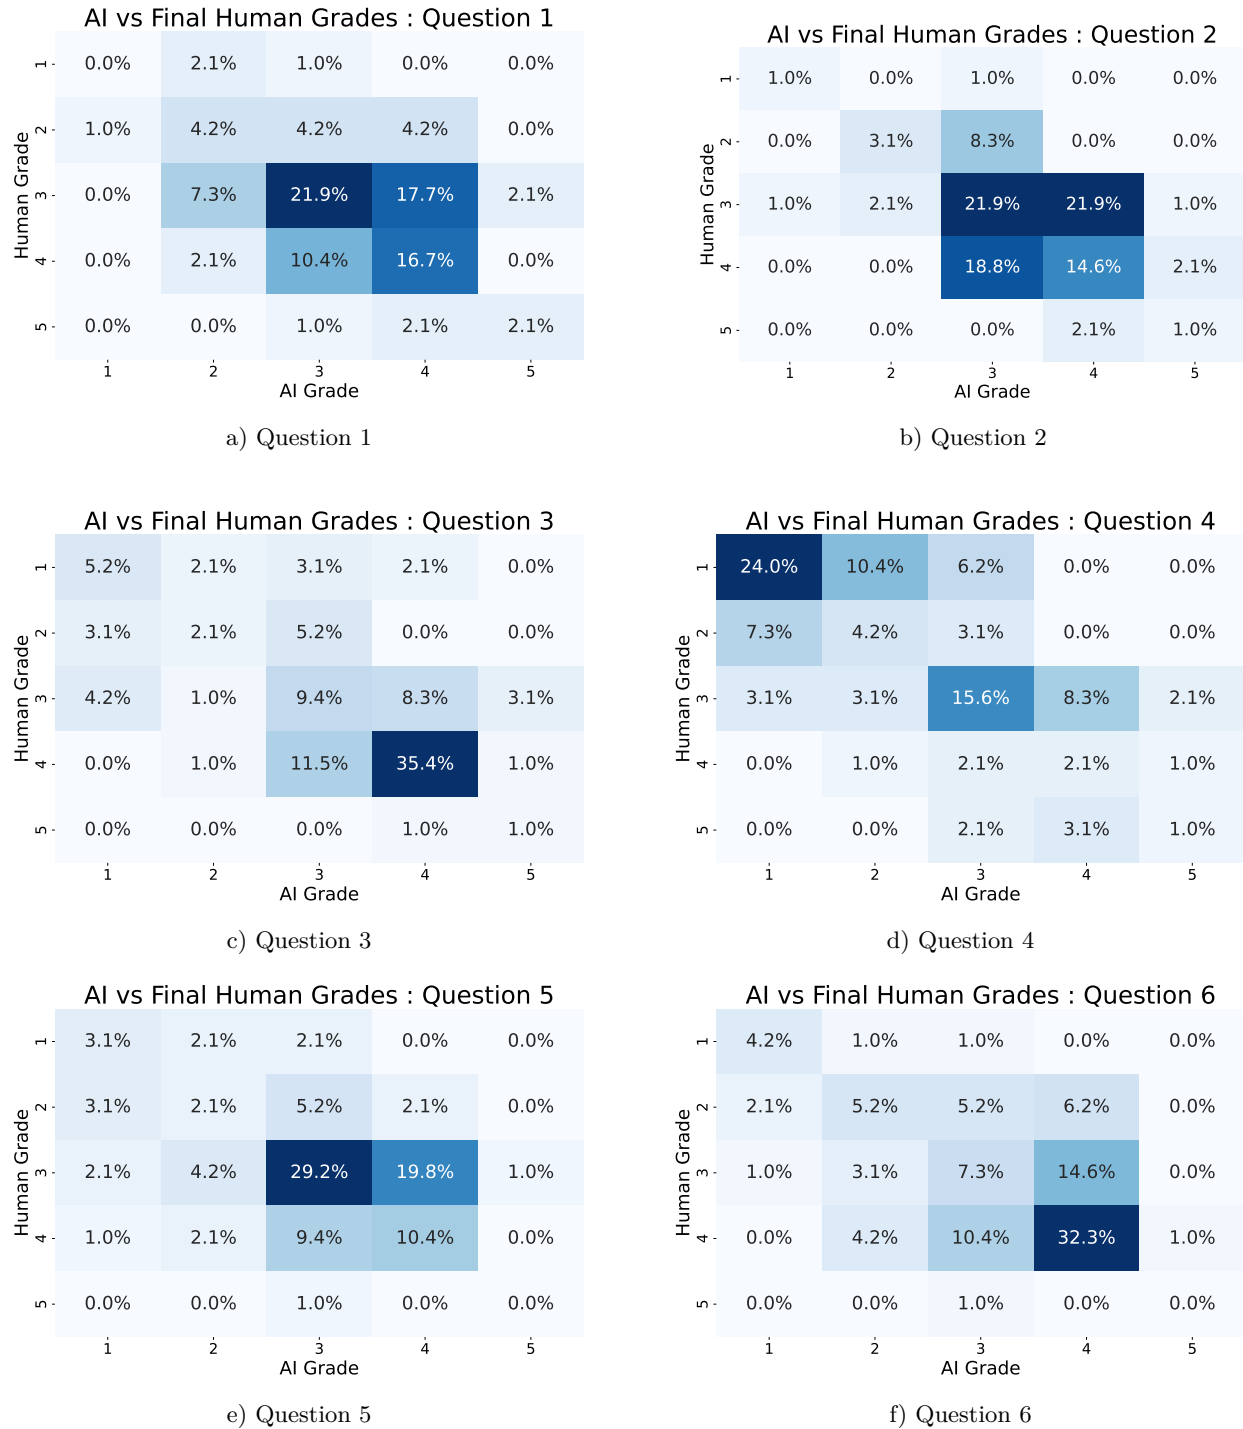 AI vs Final Human Grades : Question 1
Human Grade
1 0.0% 2.1% 1.0% 0.0% 0.0%
2 1.0% 4.2% 4.2% 4.2% 0.0%
3 0.0% 7.3% 21.9% 17.7% 2.1%
4 0.0% 2.1% 10.4% 16.7% 0.0%
5 0.0% 0.0% 1.0% 2.1% 2.1%
1 2 3 4 5
AI Grade
a) Question 1
AI vs Final Human Grades : Question 2
Human Grade
1 1.0% 0.0% 1.0% 0.0% 0.0%
2 0.0% 3.1% 8.3% 0.0% 0.0%
3 1.0% 2.1% 21.9% 21.9% 1.0%
4 0.0% 0.0% 18.8% 14.6% 2.1%
5 0.0% 0.0% 0.0% 2.1% 1.0%
1 2 3 4 5
AI Grade
b) Question 2
AI vs Final Human Grades : Question 3
Human Grade
1 5.2% 2.1% 3.1% 2.1% 0.0%
2 3.1% 2.1% 5.2% 0.0% 0.0%
3 4.2% 1.0% 9.4% 8.3% 3.1%
4 0.0% 1.0% 11.5% 35.4% 1.0%
5 0.0% 0.0% 0.0% 1.0% 1.0%
1 2 3 4 5
AI Grade
c) Question 3
AI vs Final Human Grades : Question 4
Human Grade
1 24.0% 10.4% 6.2% 0.0% 0.0%
2 7.3% 4.2% 3.1% 0.0% 0.0%
3 3.1% 3.1% 15.6% 8.3% 2.1%
4 0.0% 1.0% 2.1% 2.1% 1.0%
5 0.0% 0.0% 2.1% 3.1% 1.0%
1 2 3 4 5
AI Grade
d) Question 4
AI vs Final Human Grades : Question 5
Human Grade
1 3.1% 2.1% 2.1% 0.0% 0.0%
2 3.1% 2.1% 5.2% 2.1% 0.0%
3 2.1% 4.2% 29.2% 19.8% 1.0%
4 1.0% 2.1% 9.4% 10.4% 0.0%
5 0.0% 0.0% 1.0% 0.0% 0.0%
1 2 3 4 5
AI Grade
e) Question 5
AI vs Final Human Grades : Question 6
Human Grade
1 4.2% 1.0% 1.0% 0.0% 0.0%
2 2.1% 5.2% 5.2% 6.2% 0.0%
3 1.0% 3.1% 7.3% 14.6% 0.0%
4 0.0% 4.2% 10.4% 32.3% 1.0%
5 0.0% 0.0% 1.0% 0.0% 0.0%
1 2 3 4 5
AI Grade
f) Question 6